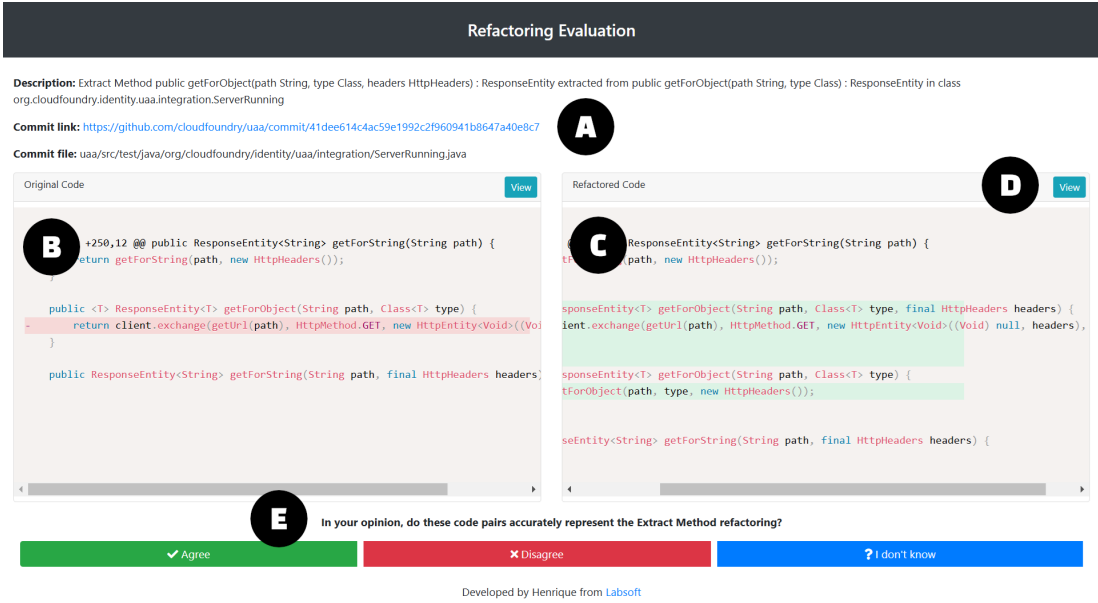 Refactoring Evaluation
Description: Extract Method public getForObject(path String, type Class, headers HttpHeaders) : ResponseEntity extracted from public getForObject(path String, type Class) : ResponseEntity in class
org.cloudfoundry.identity.uaa.integration.ServerRunning
Commit link: https://github.com/cloudfoundry/uaa/commit/41dee614c4ac59e1992c2f960941b8647a40e8c7
A
Commit file: uaa/src/test/java/org/cloudfoundry/identity/uaa/integration/ServerRunning.java
Original Code
View
B
+250,12 @@ public ResponseEntity<String> getForString(String path) {
eturn getForString(path, new HttpHeaders());
}
public <T> ResponseEntity<T> getForObject(String path, Class<T> type) {
- return client.exchange(getUrl(path), HttpMethod.GET, new HttpEntity<Void>((Voi
}
public ResponseEntity<String> getForString(String path, final HttpHeaders headers)
Refactored Code
D
View
C
ResponseEntity<String> getForString(String path) {
(path, new HttpHeaders());
sponseEntity<T> getForObject(String path, Class<T> type, final HttpHeaders headers) {
ient.exchange(getUrl(path), HttpMethod.GET, new HttpEntity<Void>((Void) null, headers),
sponseEntity<T> getForObject(String path, Class<T> type) {
tForObject(path, type, new HttpHeaders());
seEntity<String> getForString(String path, final HttpHeaders headers) {
E
In your opinion, do these code pairs accurately represent the Extract Method refactoring?
✔ Agree
✖ Disagree
? I don't know
Developed by Henrique from Labsoft